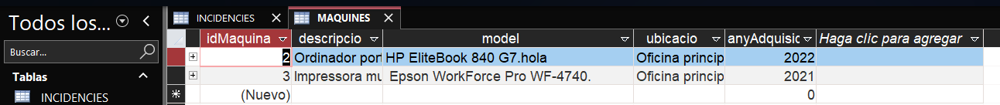 Todos los...
INCIDENCIES
MAQUINES
idMaquina descripcio model ubicacio anyAdquisic Haga clic para agregar
Buscar...
2 Ordinador port HP EliteBook 840 G7.hola Oficina princip 2022
Tablas
3 Impressora mu Epson WorkForce Pro WF-4740. Oficina princip 2021
INCIDENCIES
(Nuevo) 0